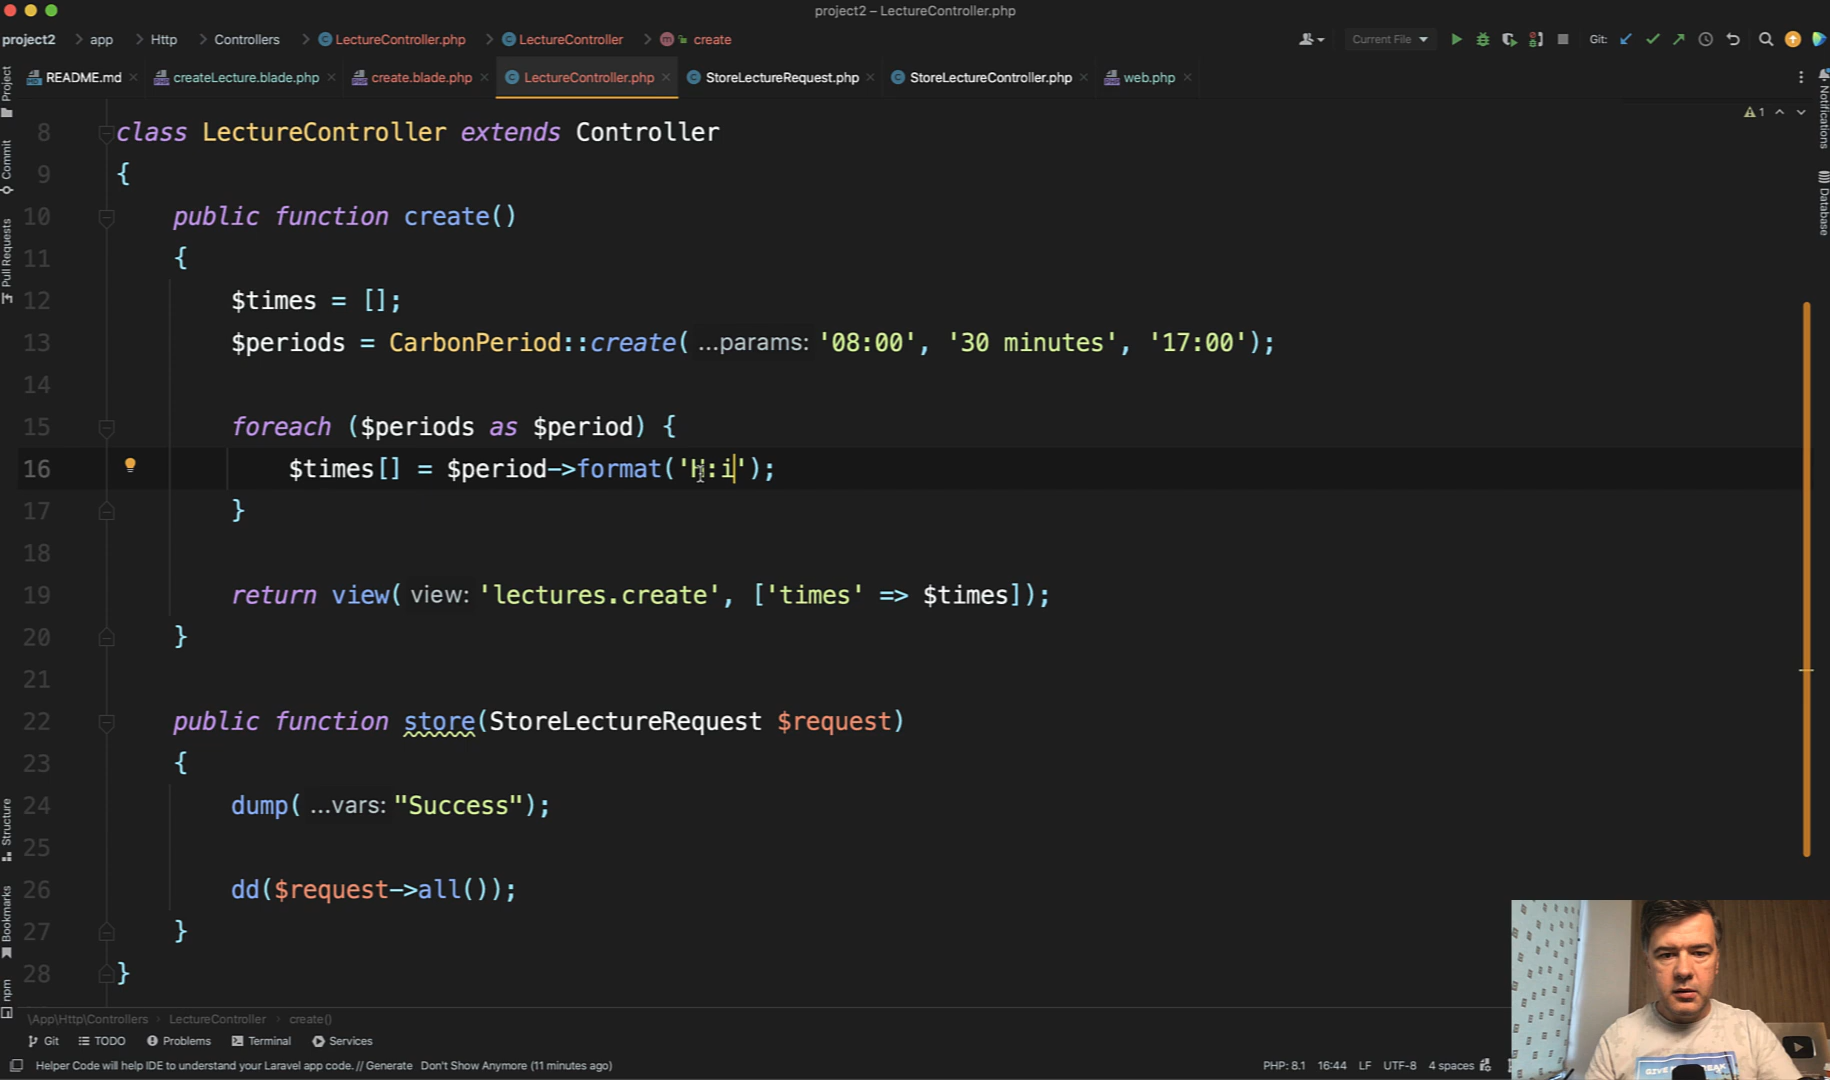 project2 – LectureController.php
project2 app Http Controllers LectureController.php LectureController create
Current File Git:
README.md createLecture.blade.php create.blade.php LectureController.php StoreLectureRequest.php StoreLectureController.php web.php
Project
Commit
Pull Requests
Structure
Bookmarks
npm
Notifications
Database
1
8 class LectureController extends Controller
9 {
10 public function create()
11 {
12 $times = [];
13 $periods = CarbonPeriod::create( ...params: '08:00', '30 minutes', '17:00');
14
15 foreach ($periods as $period) {
16 $times[] = $period->format('H:i');
17 }
18
19 return view( view: 'lectures.create', ['times' => $times]);
20 }
21
22 public function store(StoreLectureRequest $request)
23 {
24 dump( ...vars: "Success");
25
26 dd($request->all());
27 }
28 }
\App\Http\Controllers LectureController create()
Git TODO Problems Terminal Services
Helper Code will help IDE to understand your Laravel app code. // Generate Don't Show Anymore (11 minutes ago) PHP: 8.1 16:44 LF UTF-8 4 spaces